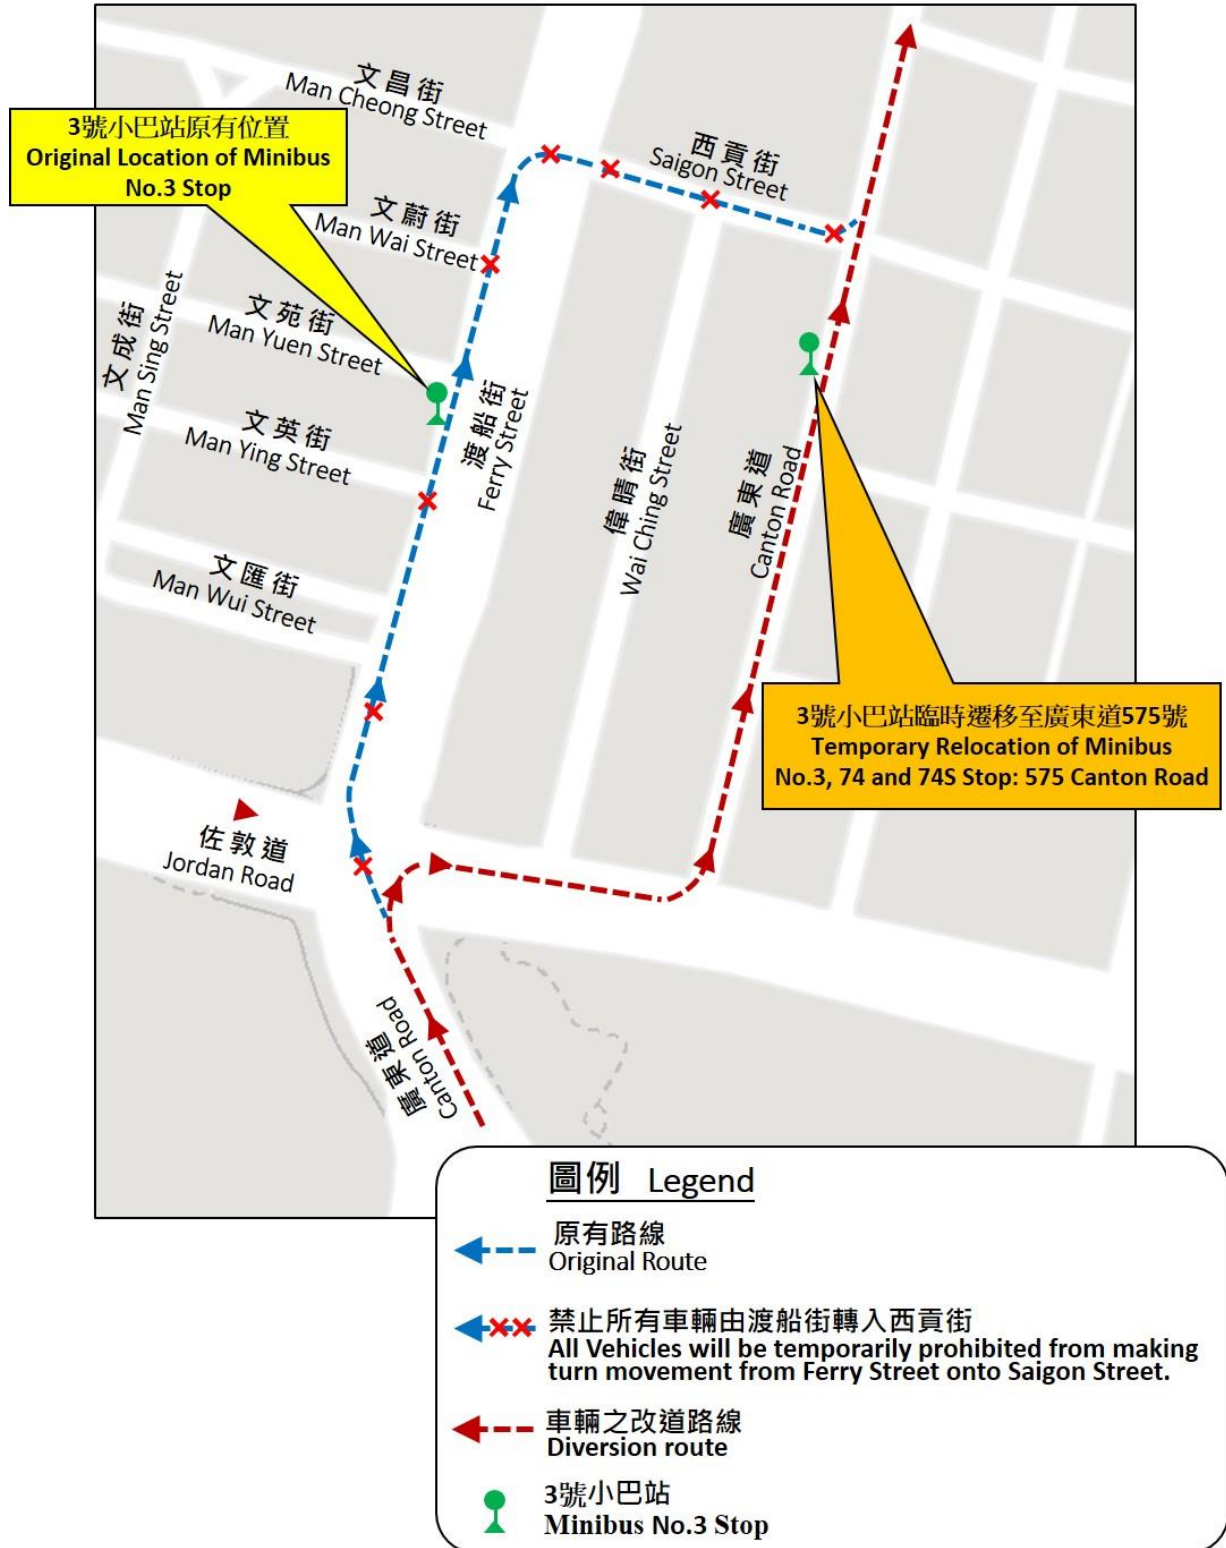 文昌街
Man Cheong Street
3號小巴站原有位置
Original Location of Minibus
No.3 Stop
西貢街
Saigon Street
文蔚街
Man Wai Street
文苑街
Man Yuen Street
文成街
Man Sing Street
文英街
Man Ying Street
渡船街
Ferry Street
偉晴街
Wai Ching Street
廣東道
Canton Road
文匯街
Man Wui Street
3號小巴站臨時遷移至廣東道575號
Temporary Relocation of Minibus
No.3, 74 and 74S Stop: 575 Canton Road
佐敦道
Jordan Road
廣東道
Canton Road
圖例 Legend
原有路線
Original Route
禁止所有車輛由渡船街轉入西貢街
All Vehicles will be temporarily prohibited from making
turn movement from Ferry Street onto Saigon Street.
車輛之改道路線
Diversion route
3號小巴站
Minibus No.3 Stop